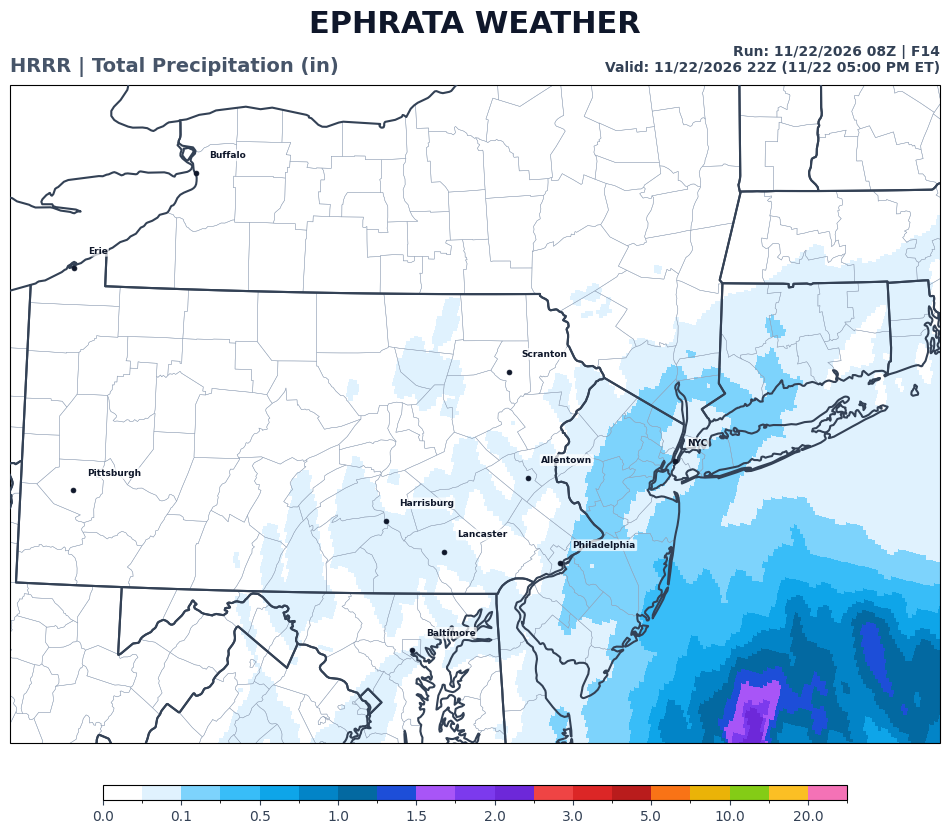 EPHRATA WEATHER
Run: 11/22/2026 08Z | F14
HRRR | Total Precipitation (in)
Valid: 11/22/2026 22Z (11/22 05:00 PM ET)
Buffalo
Erie
Scranton
NYC
Allentown
Pittsburgh
Harrisburg
Lancaster
Philadelphia
Baltimore
0.0 0.1 0.5 1.0 1.5 2.0 3.0 5.0 10.0 20.0